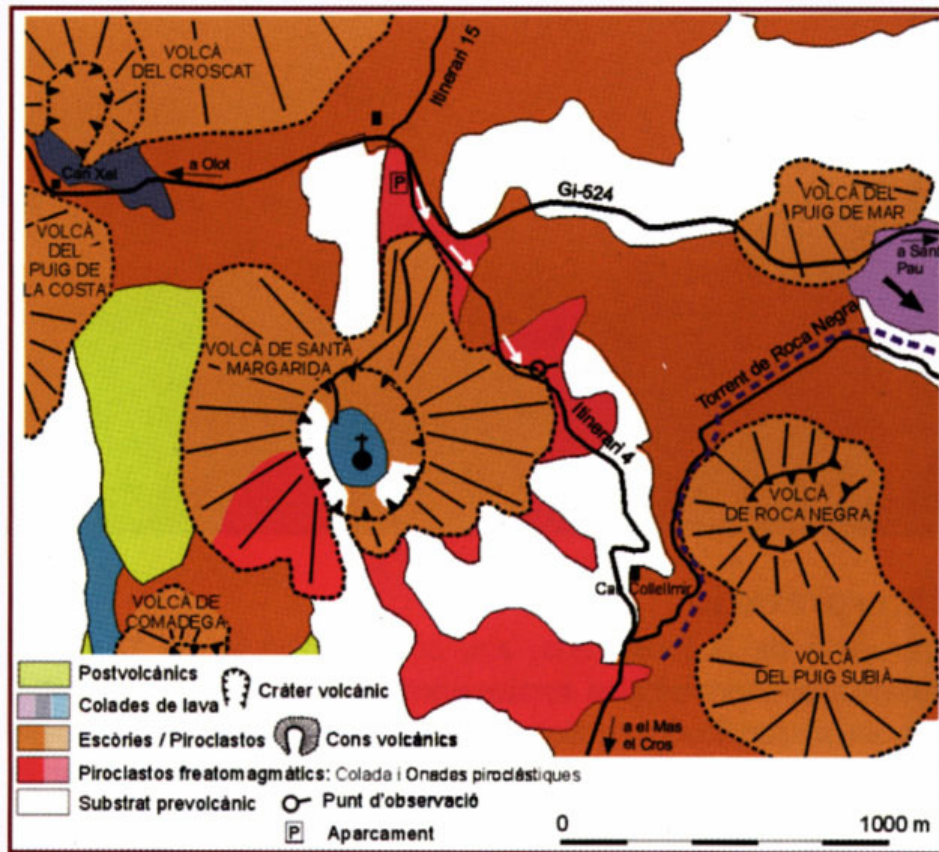 VOLCÀ
DEL CROSCAT
Itinerari 15
Can Xel
a Olot
P
Gi-524
VOLCÀ DEL
PUIG DE MAR
VOLCÀ
DEL
PUIG DE
LA COSTA
a Sant
Pau
VOLCÀ DE SANTA
MARGARIDA
Torrent de Roca Negra
Itinerari 4
VOLCÀ
DE ROCA NEGRA
Can Collelmir
VOLCÀ DE
COMADEGA
VOLCÀ
DEL PUIG SUBIÀ
a el Mas
el Cros
Postvolcànics
Colades de lava
Cràter volcànic
Escòries / Piroclastos
Cons volcànics
Piroclastos freatomagmàtics: Colada i Onades piroclàstiques
Substrat prevolcànic
Punt d'observació
P
Aparcament
0
1000 m